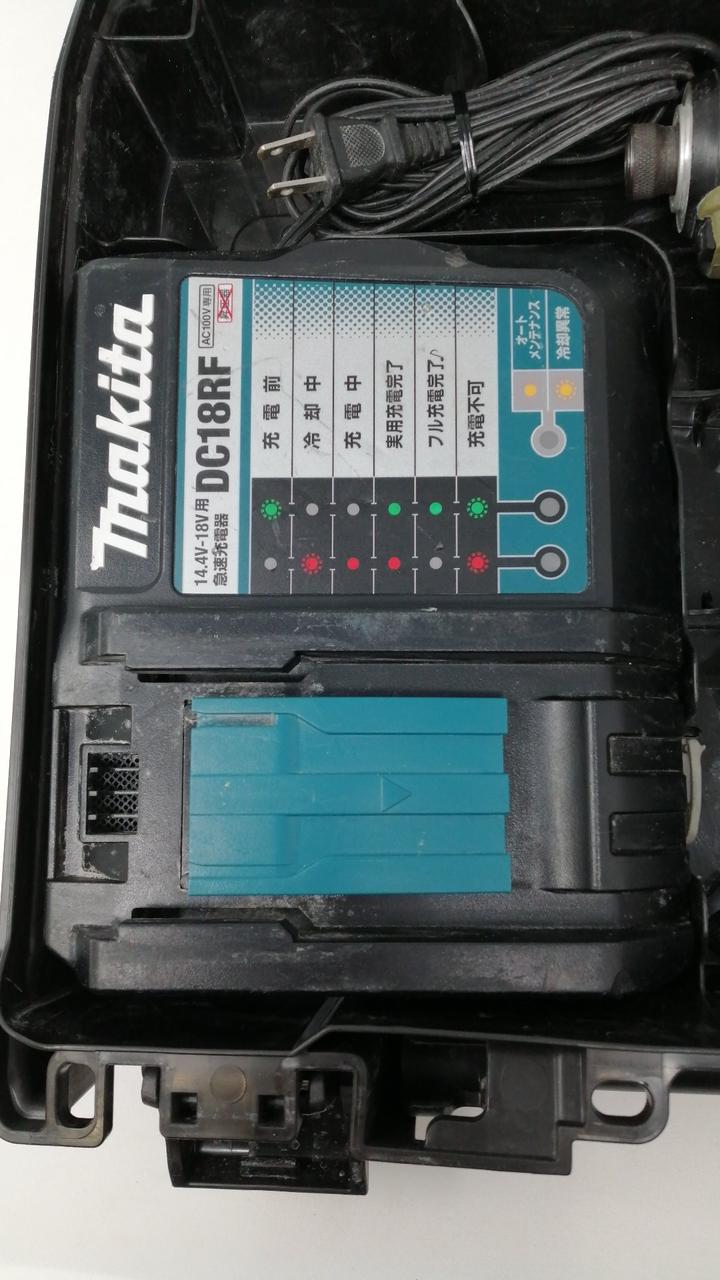 makita
14.4V-18V用
急速充電器
DC18RF
AC100V専用
充電前
冷却中
充電中
実用充電完了
フル充電完了♪
充電不可
オート
メンテナンス
冷却異常